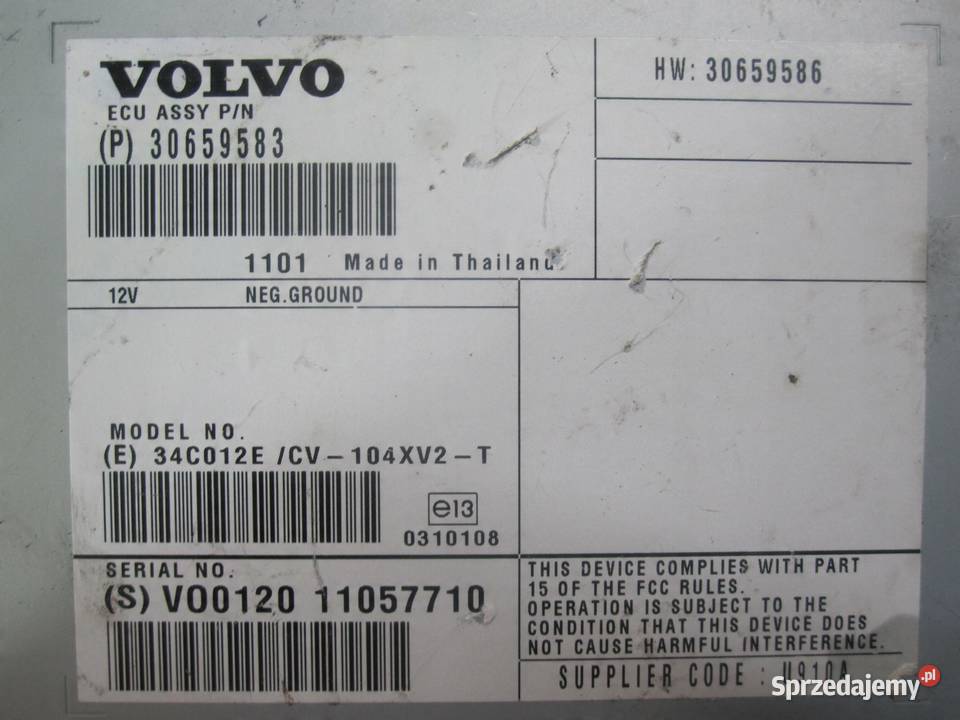 VOLVO
ECU ASSY P/N
(P) 30659583
1101 Made in Thailand
HW: 30659586
12V NEG.GROUND
MODEL NO.
(E) 34C012E /CV-104XV2-T
e13
0310108
SERIAL NO.
(S) VO0120 11057710
THIS DEVICE COMPLIES WITH PART
15 OF THE FCC RULES.
OPERATION IS SUBJECT TO THE
CONDITION THAT THIS DEVICE DOES
NOT CAUSE HARMFUL INTERFERENCE.
SUPPLIER CODE :
Sprzedajemy.pl